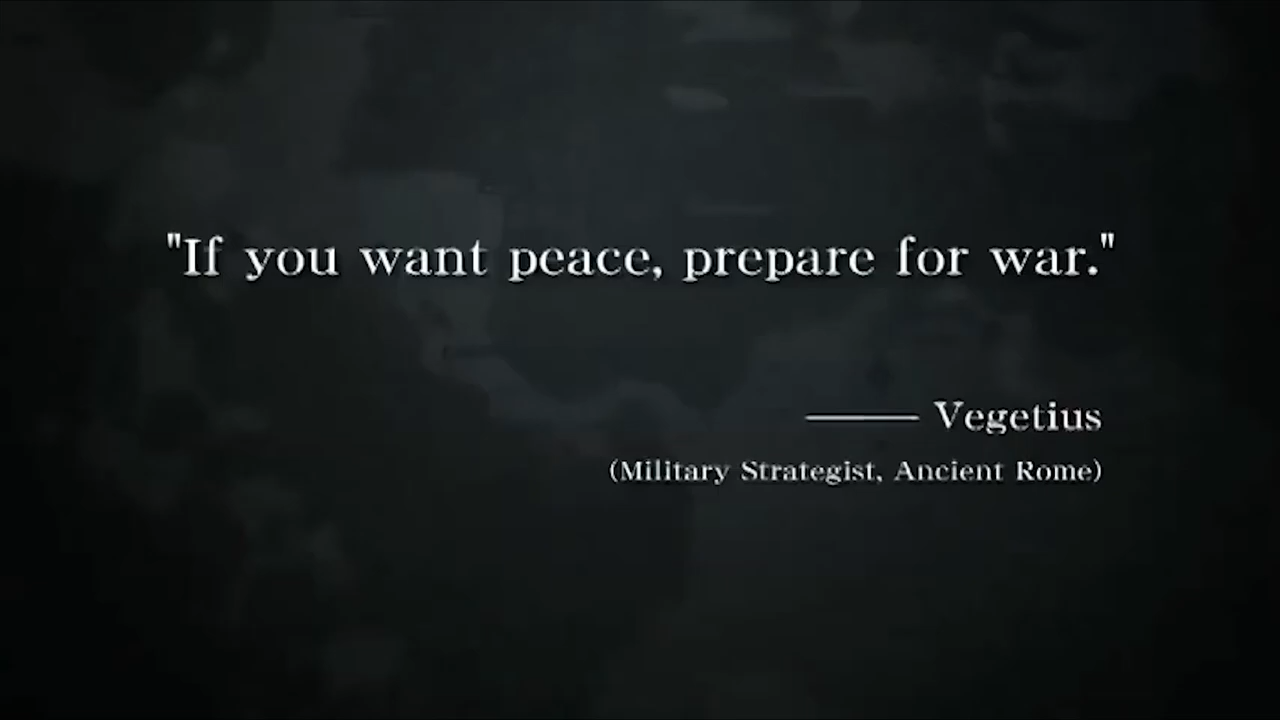 "If you want peace, prepare for war."
——— Vegetius
(Military Strategist, Ancient Rome)